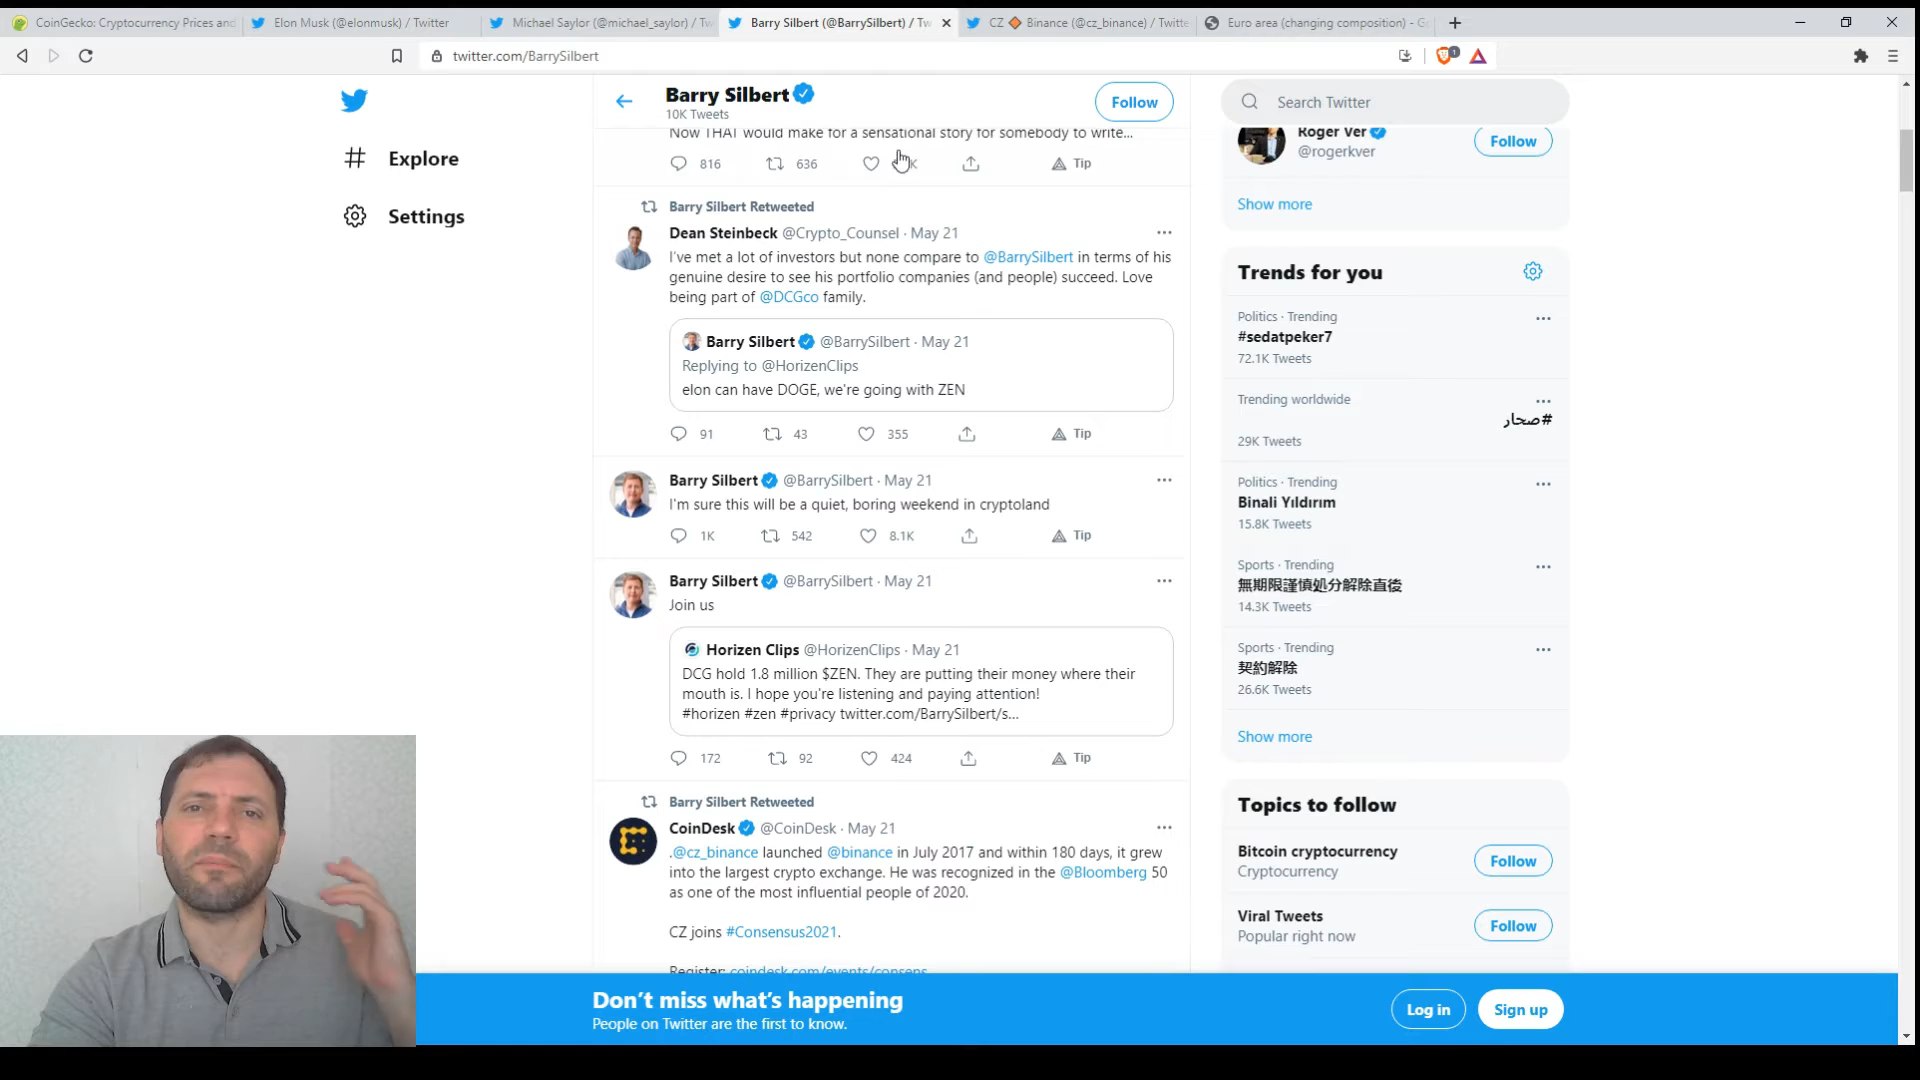 CoinGecko: Cryptocurrency Prices and
Elon Musk (@elonmusk) / Twitter
Michael Saylor (@michael_saylor) / Tw
Barry Silbert (@BarrySilbert) / Tw
CZ 🔶 Binance (@cz_binance) / Twitte
Euro area (changing composition) - G
twitter.com/BarrySilbert
1
Explore
Settings
Barry Silbert
10K Tweets
Follow
Now THAT would make for a sensational story for somebody to write...
816 636 K Tip
Barry Silbert Retweeted
Dean Steinbeck @Crypto_Counsel · May 21
I've met a lot of investors but none compare to @BarrySilbert in terms of his
genuine desire to see his portfolio companies (and people) succeed. Love
being part of @DCGco family.
Barry Silbert @BarrySilbert · May 21
Replying to @HorizenClips
elon can have DOGE, we're going with ZEN
91 43 355 Tip
Barry Silbert @BarrySilbert · May 21
I'm sure this will be a quiet, boring weekend in cryptoland
1K 542 8.1K Tip
Barry Silbert @BarrySilbert · May 21
Join us
Horizen Clips @HorizenClips · May 21
DCG hold 1.8 million $ZEN. They are putting their money where their
mouth is. I hope you're listening and paying attention!
#horizen #zen #privacy twitter.com/BarrySilbert/s...
172 92 424 Tip
Barry Silbert Retweeted
CoinDesk @CoinDesk · May 21
.@cz_binance launched @binance in July 2017 and within 180 days, it grew
into the largest crypto exchange. He was recognized in the @Bloomberg 50
as one of the most influential people of 2020.
CZ joins #Consensus2021.
Register: coindesk.com/events/consens
Search Twitter
Roger Ver
@rogerkver
Follow
Show more
Trends for you
Politics · Trending
#sedatpeker7
72.1K Tweets
Trending worldwide
#صحار
29K Tweets
Politics · Trending
Binali Yıldırım
15.8K Tweets
Sports · Trending
無期限謹慎処分解除直後
14.3K Tweets
Sports · Trending
契約解除
26.6K Tweets
Show more
Topics to follow
Bitcoin cryptocurrency
Cryptocurrency
Follow
Viral Tweets
Popular right now
Follow
Don't miss what's happening
People on Twitter are the first to know.
Log in
Sign up